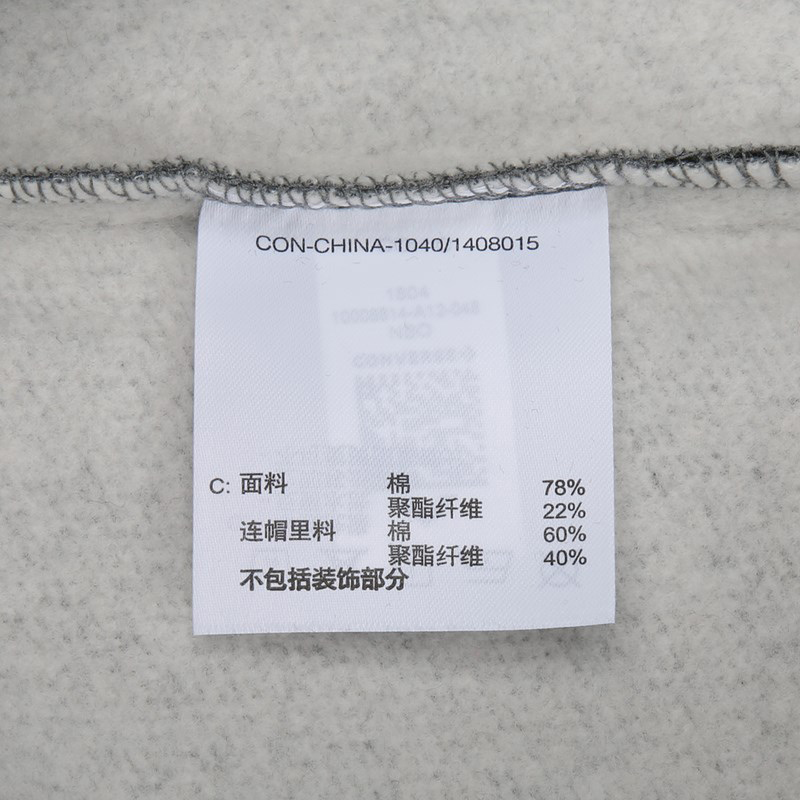 CON-CHINA-1040/1408015
C: 面料 棉 78%
聚酯纤维 22%
连帽里料 棉 60%
聚酯纤维 40%
不包括装饰部分